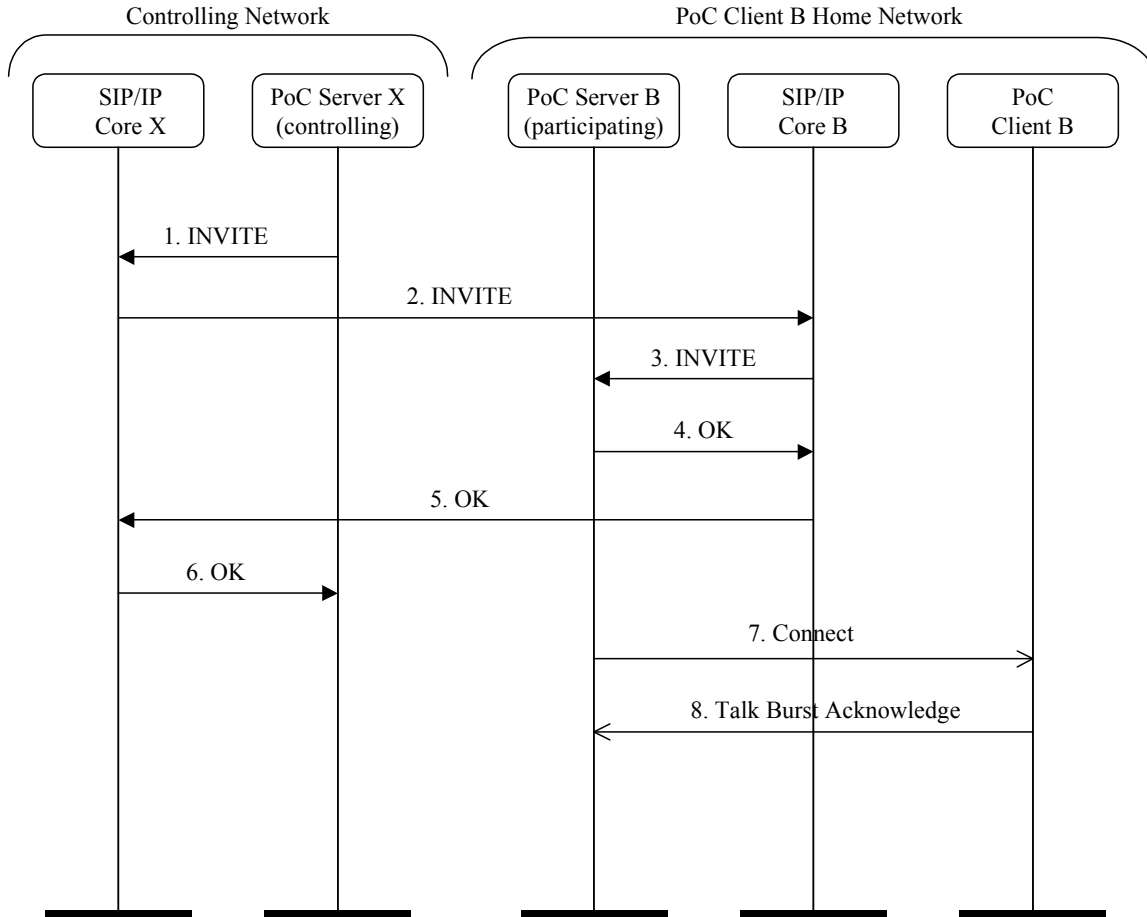 Controlling Network
PoC Client B Home Network
SIP/IP
Core X
PoC Server X
(controlling)
PoC Server B
(participating)
SIP/IP
Core B
PoC
Client B
1. INVITE
2. INVITE
3. INVITE
4. OK
5. OK
6. OK
7. Connect
8. Talk Burst Acknowledge